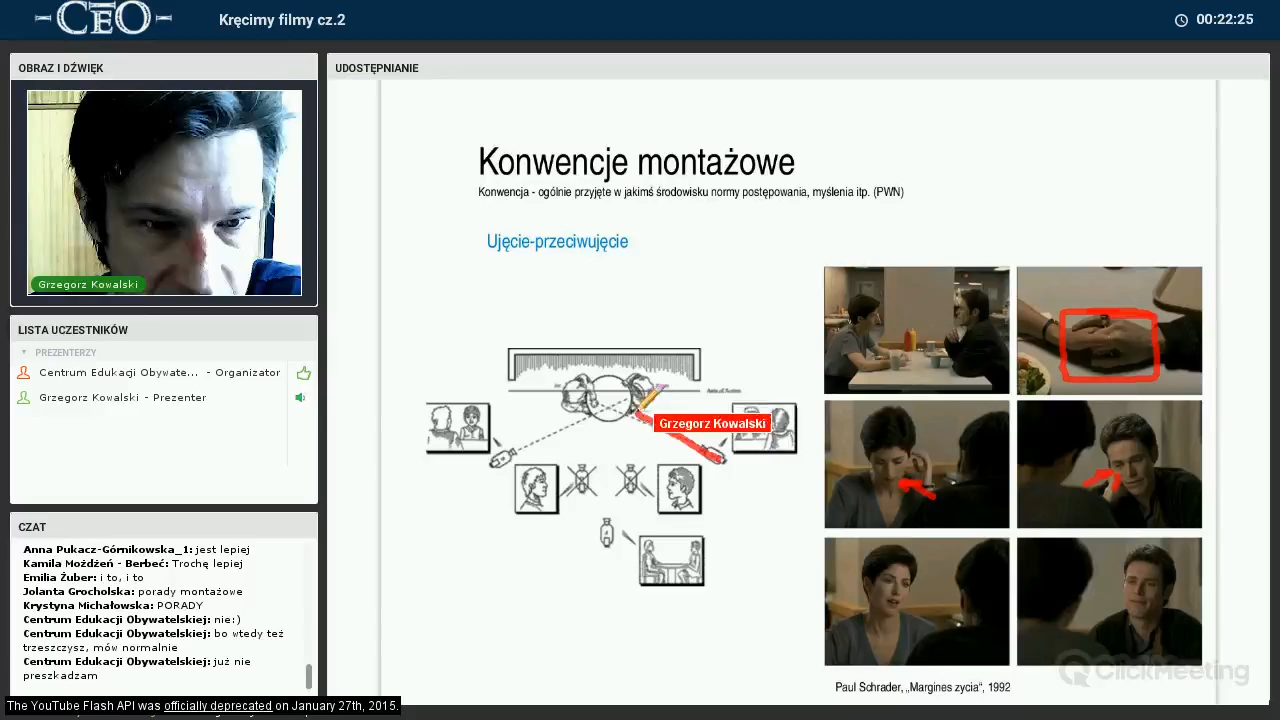 CEO
Kręcimy filmy cz.2
00:22:25
OBRAZ I DŹWIĘK
Grzegorz Kowalski
LISTA UCZESTNIKÓW
PREZENTERZY
Centrum Edukacji Obywate... - Organizator
Grzegorz Kowalski - Prezenter
CZAT
Anna Pukacz-Górnikowska_1: jest lepiej
Kamila Możdżeń - Berbeć: Trochę lepiej
Emilia Żuber: i to, i to
Jolanta Grocholska: porady montażowe
Krystyna Michałowska: PORADY
Centrum Edukacji Obywatelskiej: nie:)
Centrum Edukacji Obywatelskiej: bo wtedy też
trzeszczysz, mów normalnie
Centrum Edukacji Obywatelskiej: już nie
preszkadzam
The YouTube Flash API was officially deprecated on January 27th, 2015.
UDOSTĘPNIANIE
Konwencje montażowe
Konwencja - ogólnie przyjęte w jakimś środowisku normy postępowania, myślenia itp. (PWN)
Ujęcie-przeciwujęcie
Grzegorz Kowalski
Paul Schrader, „Margines zycia“, 1992
ClickMeeting